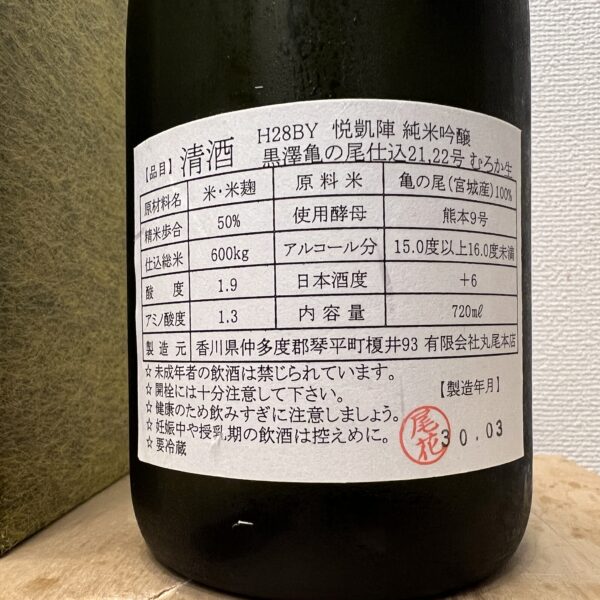 【品目】清酒 H28BY 悦凱陣 純米吟醸
黒澤亀の尾仕込21,22号 むろか生
原材料名 米・米麹 原料米 亀の尾(宮城産)100%
精米歩合 50% 使用酵母 熊本9号
仕込総米 600kg アルコール分 15.0度以上16.0度未満
酸度 1.9 日本酒度 +6
アミノ酸度 1.3 内容量 720mℓ
製造元 香川県仲多度郡琴平町榎井93 有限会社丸尾本店
☆未成年者の飲酒は禁じられています。
☆開栓には十分注意して下さい。
☆健康のため飲みすぎに注意しましょう。
☆妊娠中や授乳期の飲酒は控えめに。
☆要冷蔵
【製造年月】
尾花
30.03